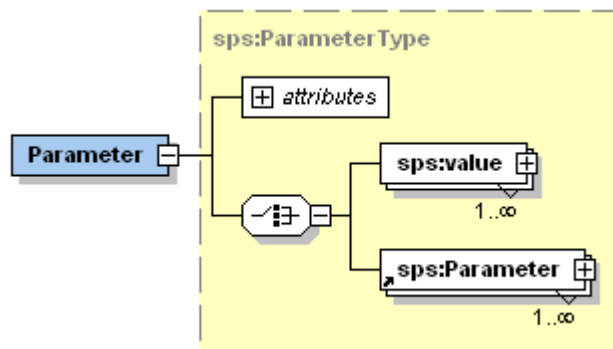 sps:ParameterType
attributes
Parameter
sps:value
1..∞
sps:Parameter
1..∞